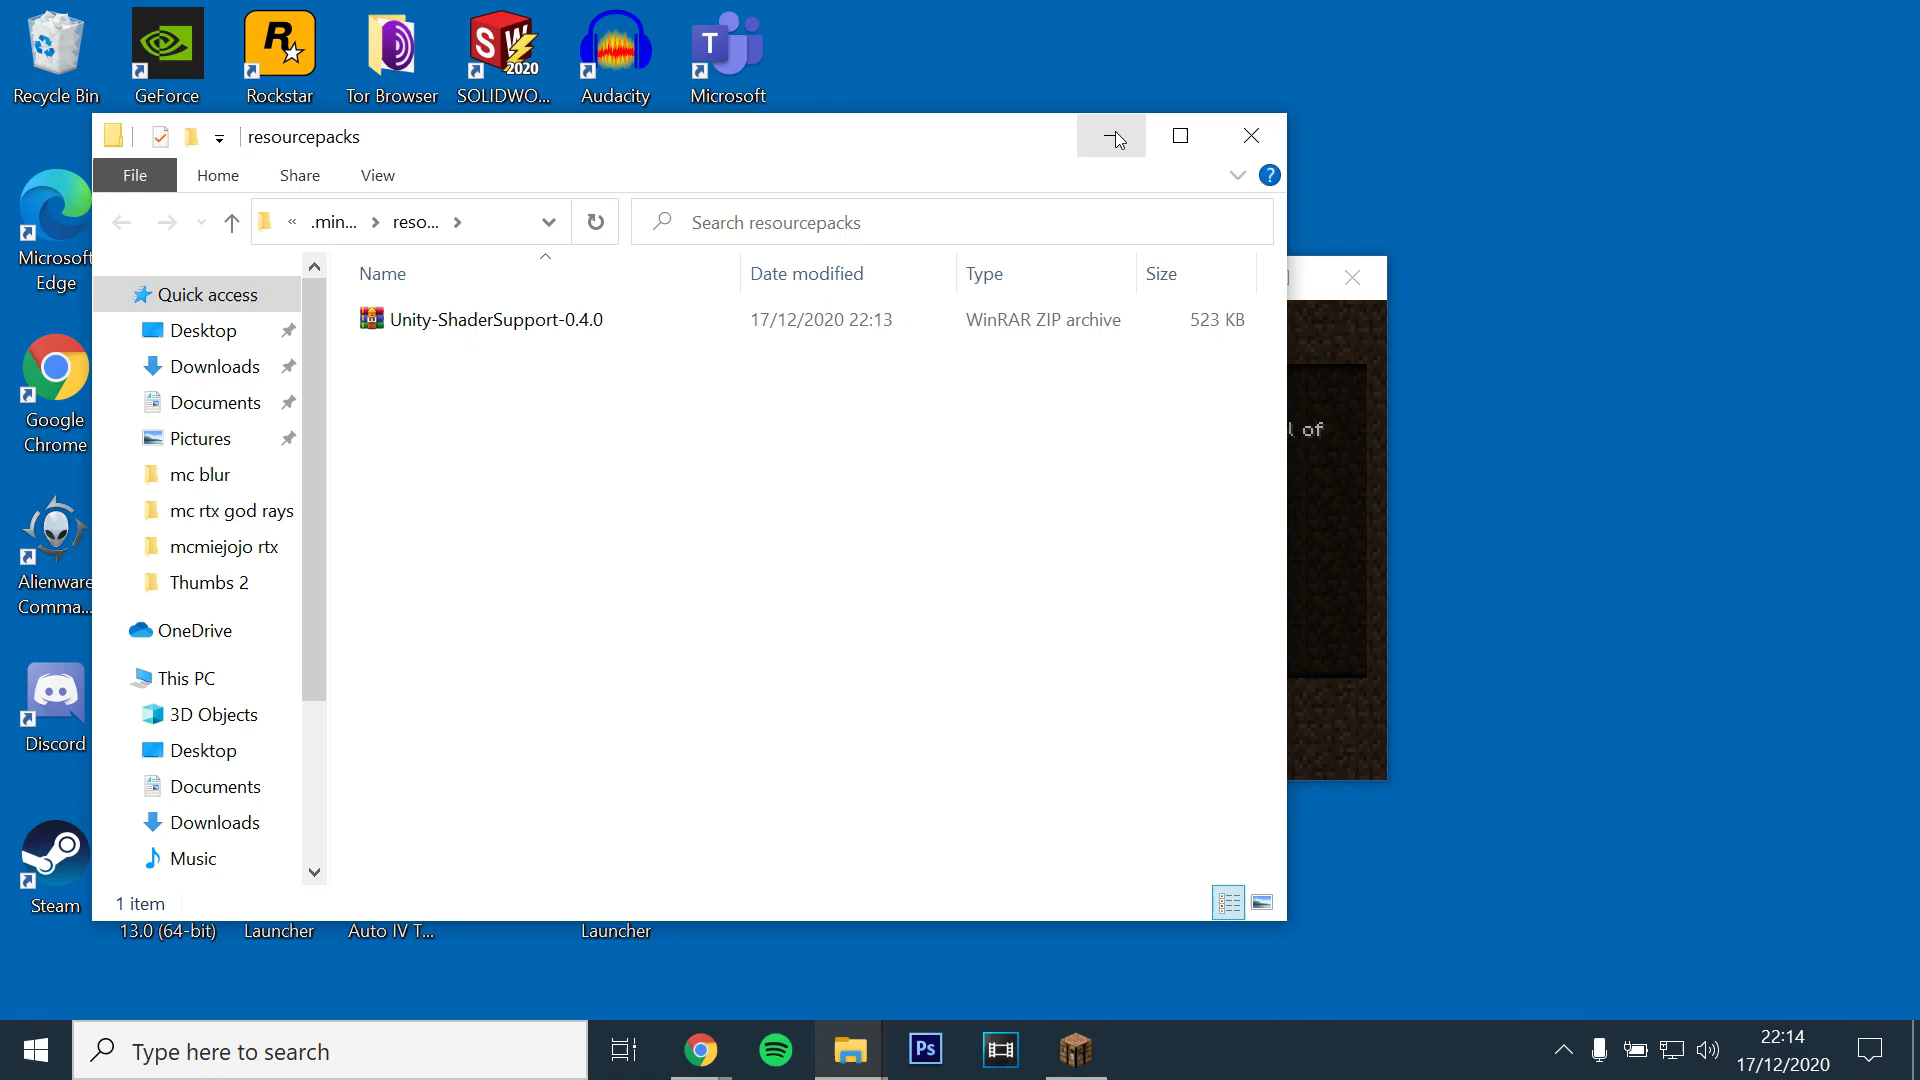 Recycle Bin
GeForce
Rockstar
Tor Browser
SOLIDWO...
2020
Audacity
Microsoft
resourcepacks
File
Home
Share
View
.min...
reso...
Search resourcepacks
Name
Date modified
Type
Size
Unity-ShaderSupport-0.4.0
17/12/2020 22:13
WinRAR ZIP archive
523 KB
Quick access
Desktop
Downloads
Documents
Pictures
mc blur
mc rtx god rays
mcmiejojo rtx
Thumbs 2
OneDrive
This PC
3D Objects
Desktop
Documents
Downloads
Music
1 item
l of
Microsoft
Edge
Google
Chrome
Alienware
Comma...
Discord
Steam
13.0 (64-bit)
Launcher
Auto IV T...
Launcher
Type here to search
Ps
22:14
17/12/2020